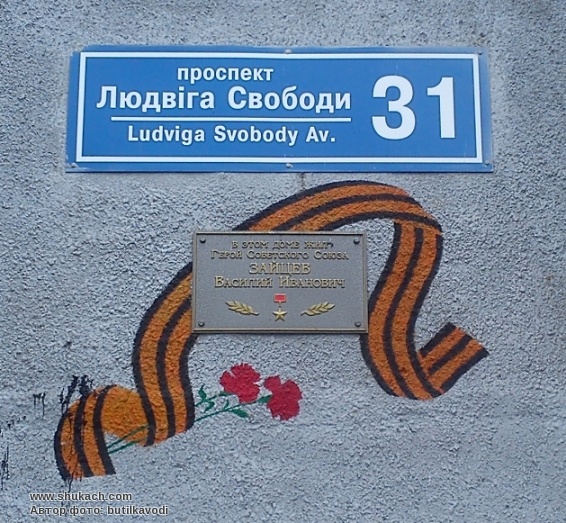 проспект
Людвіга Свободи
Ludviga Svobody Av.
31
В ЭТОМ ДОМЕ ЖИЛ
ГЕРОЙ СОВЕТСКОГО СОЮЗА
ЗАЙЦЕВ
ВАСИЛИЙ ИВАНОВИЧ
www.shukach.com
Автор фото: butilkavodi